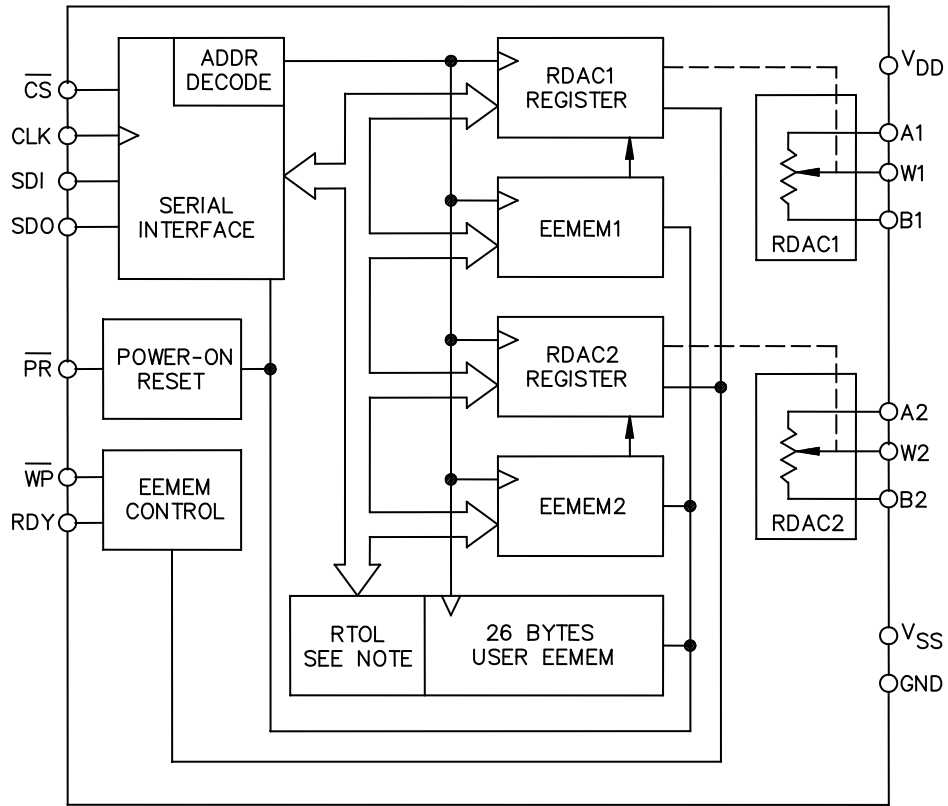 CS
CLK
SDI
SDO
PR
WP
RDY
ADDR
DECODE
SERIAL
INTERFACE
POWER-ON
RESET
EEMEM
CONTROL
RDAC1
REGISTER
EEMEM1
RDAC2
REGISTER
EEMEM2
RTOL
SEE NOTE
26 BYTES
USER EEMEM
RDAC1
RDAC2
VDD
A1
W1
B1
A2
W2
B2
VSS
GND